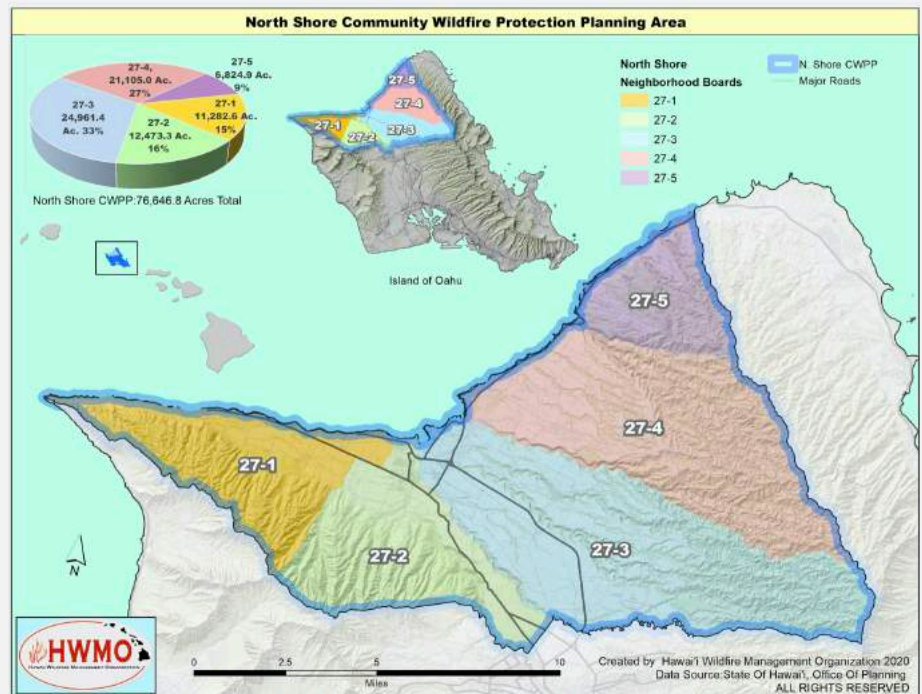 North Shore Community Wildfire Protection Planning Area
27-4,
21,105.0 Ac.
27%
27-5
6,824.9 Ac.
9%
27-3
24,961.4
Ac. 33%
27-1
11,282.6 Ac.
15%
27-2
12,473.3 Ac.
16%
North Shore CWPP:76,646.8 Acres Total
27-5
27-4
27-1
27-2
27-3
Island of Oahu
North Shore
Neighborhood Boards
27-1
27-2
27-3
27-4
27-5
N. Shore CWPP
Major Roads
27-5
27-4
27-1
27-2
27-3
N
HWMO
Hawaii Wildfire Management Organization
0 2.5 5 10
Miles
Created by Hawai'i Wildfire Management Organization 2020
Data Source:State Of Hawai'i, Office Of Planning
ALL RIGHTS RESERVED